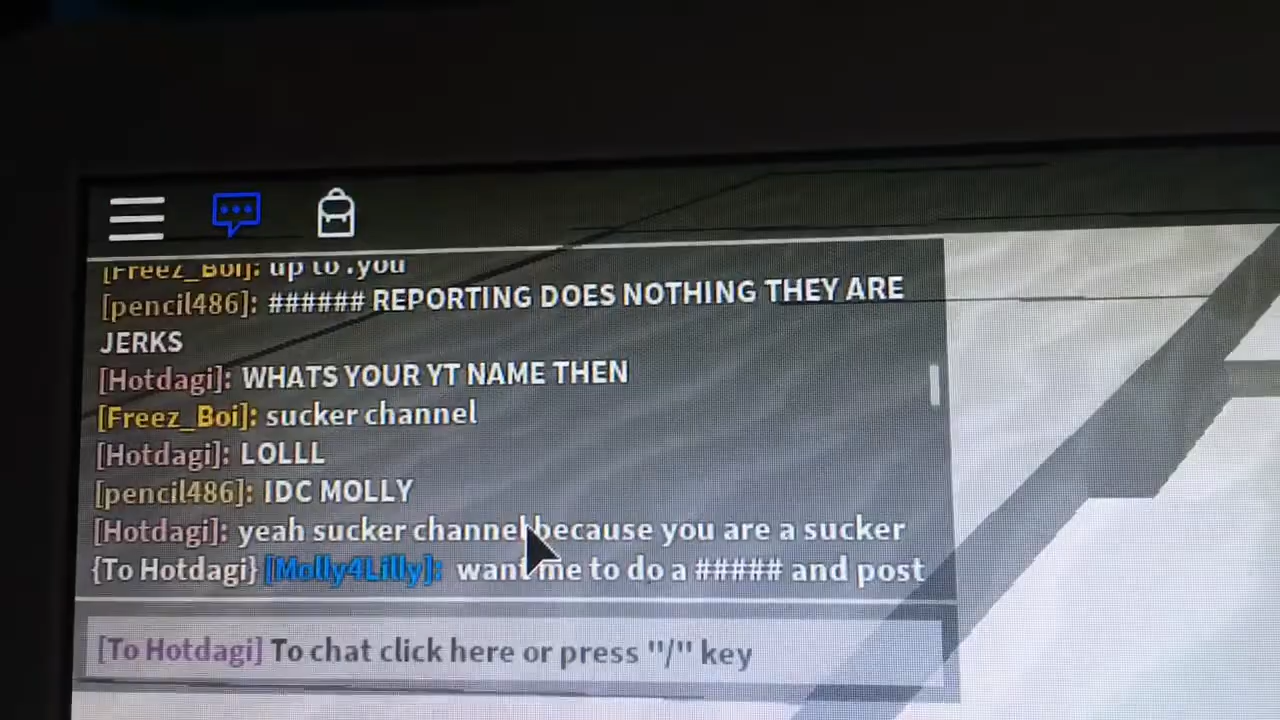 [Freez_Boi]: up to .you
[pencil486]: ###### REPORTING DOES NOTHING THEY ARE
JERKS
[Hotdagi]: WHATS YOUR YT NAME THEN
[Freez_Boi]: sucker channel
[Hotdagi]: LOLLL
[pencil486]: IDC MOLLY
[Hotdagi]: yeah sucker channel because you are a sucker
{To Hotdagi} [Molly4Lilly]: want me to do a ##### and post
[To Hotdagi] To chat click here or press "/" key